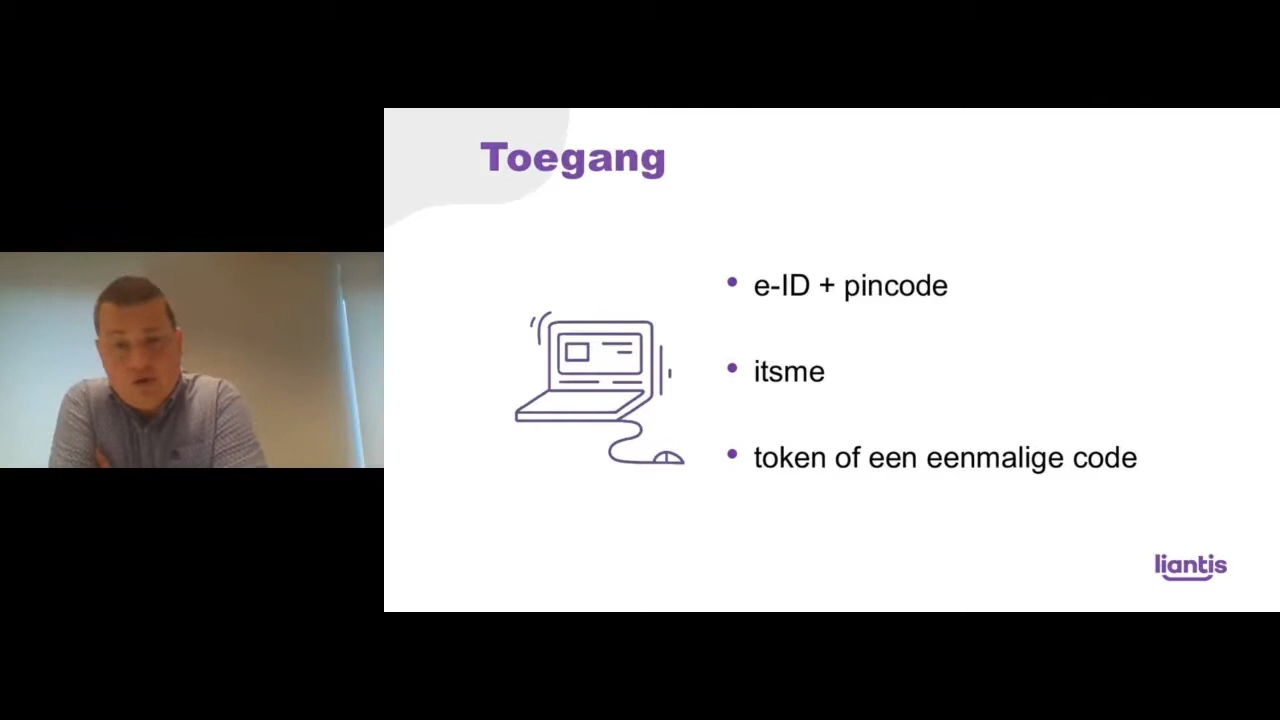 Toegang
e-ID + pincode
itsme
token of een eenmalige code
liantis